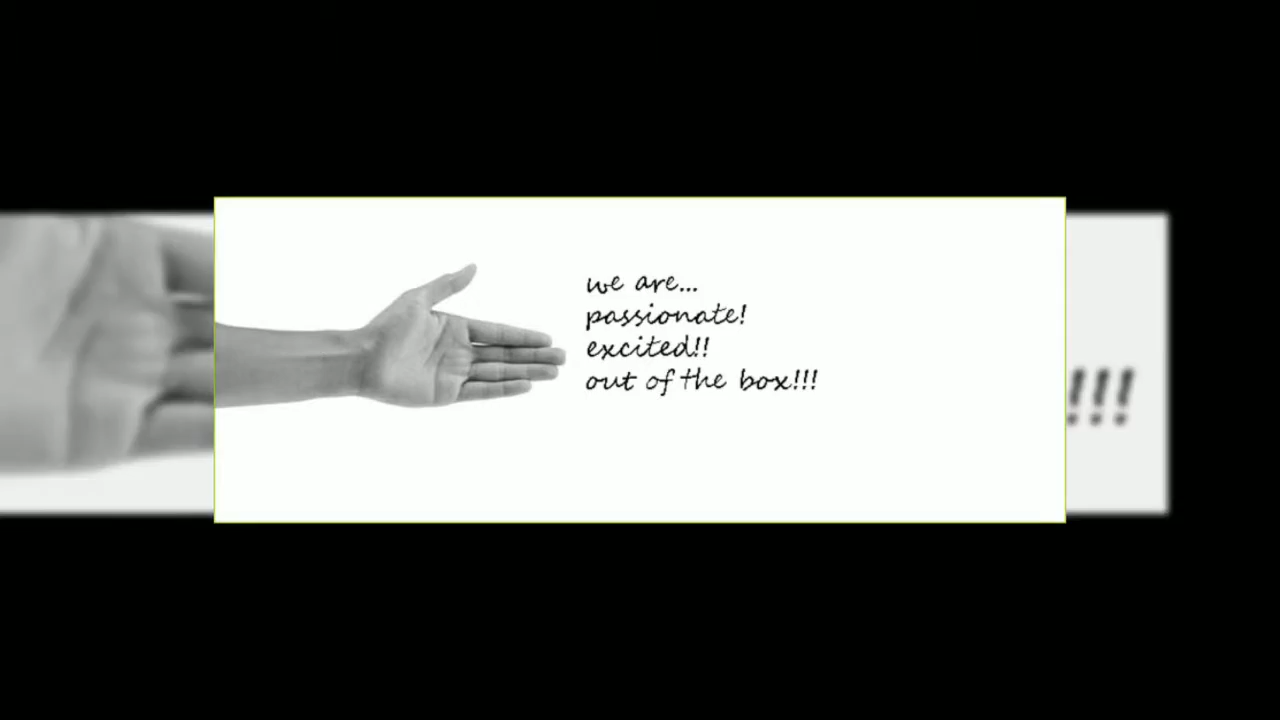 we are...
passionate!
excited!!
out of the box!!!
!!!